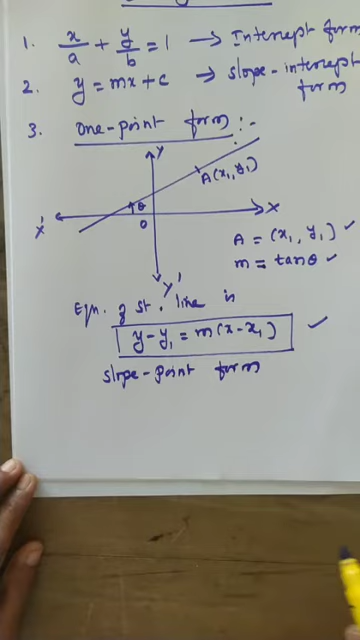 1. x/a + y/b = 1 → Intercept form
2. y = mx + c → slope-intercept form
3. one-point form :-
Y
A(x₁, y₁)
θ
X'
O
X
Y'
A = (x₁, y₁) ✓
m = tanθ ✓
Eqn. of st. line is
y - y₁ = m(x - x₁) ✓
slope-point form